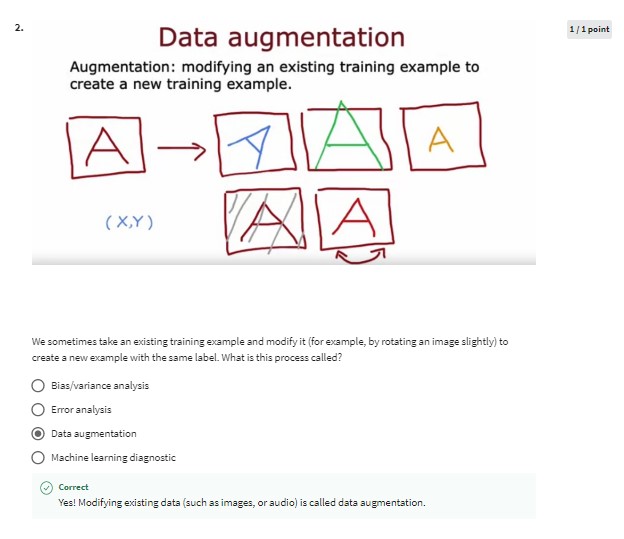 2.
1 / 1 point
Data augmentation
Augmentation: modifying an existing training example to
create a new training example.
A A A A
(X,Y) A A
We sometimes take an existing training example and modify it (for example, by rotating an image slightly) to
create a new example with the same label. What is this process called?
Bias/variance analysis
Error analysis
Data augmentation
Machine learning diagnostic
Correct
Yes! Modifying existing data (such as images, or audio) is called data augmentation.